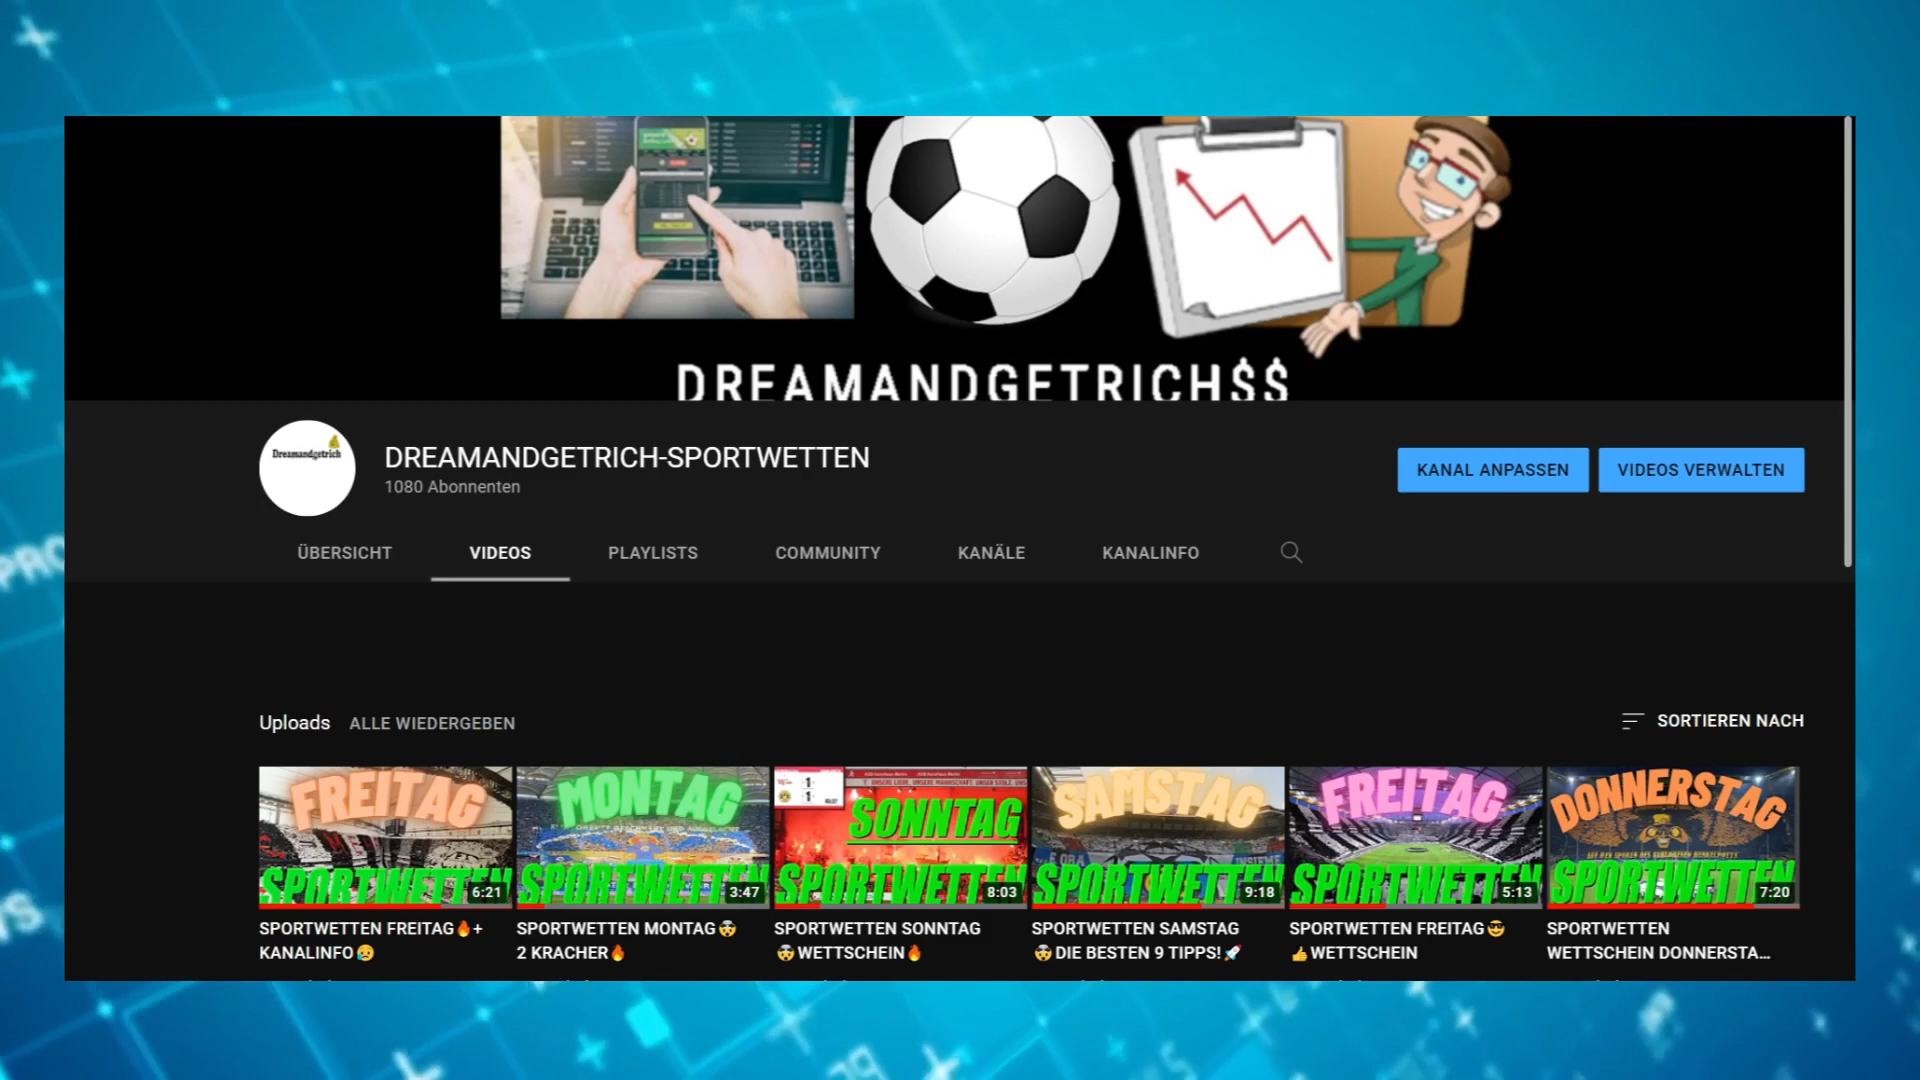 DREAMANDGETRICH$$
Dreamandgetrich
DREAMANDGETRICH-SPORTWETTEN
1080 Abonnenten
KANAL ANPASSEN
VIDEOS VERWALTEN
ÜBERSICHT
VIDEOS
PLAYLISTS
COMMUNITY
KANÄLE
KANALINFO
PRO
Uploads
ALLE WIEDERGEBEN
SORTIEREN NACH
FREITAG
SPORTWETTEN
6:21
MONTAG
SPORTWETTEN
3:47
SONNTAG
SPORTWETTEN
8:03
SAMSTAG
SPORTWETTEN
9:18
FREITAG
SPORTWETTEN
5:13
DONNERSTAG
SPORTWETTEN
7:20
SPORTWETTEN FREITAG🔥+
KANALINFO😥
SPORTWETTEN MONTAG🤯
2 KRACHER🔥
SPORTWETTEN SONNTAG
🤯WETTSCHEIN🔥
SPORTWETTEN SAMSTAG
🤯DIE BESTEN 9 TIPPS!🚀
SPORTWETTEN FREITAG😎
👍WETTSCHEIN
SPORTWETTEN
WETTSCHEIN DONNERSTA...